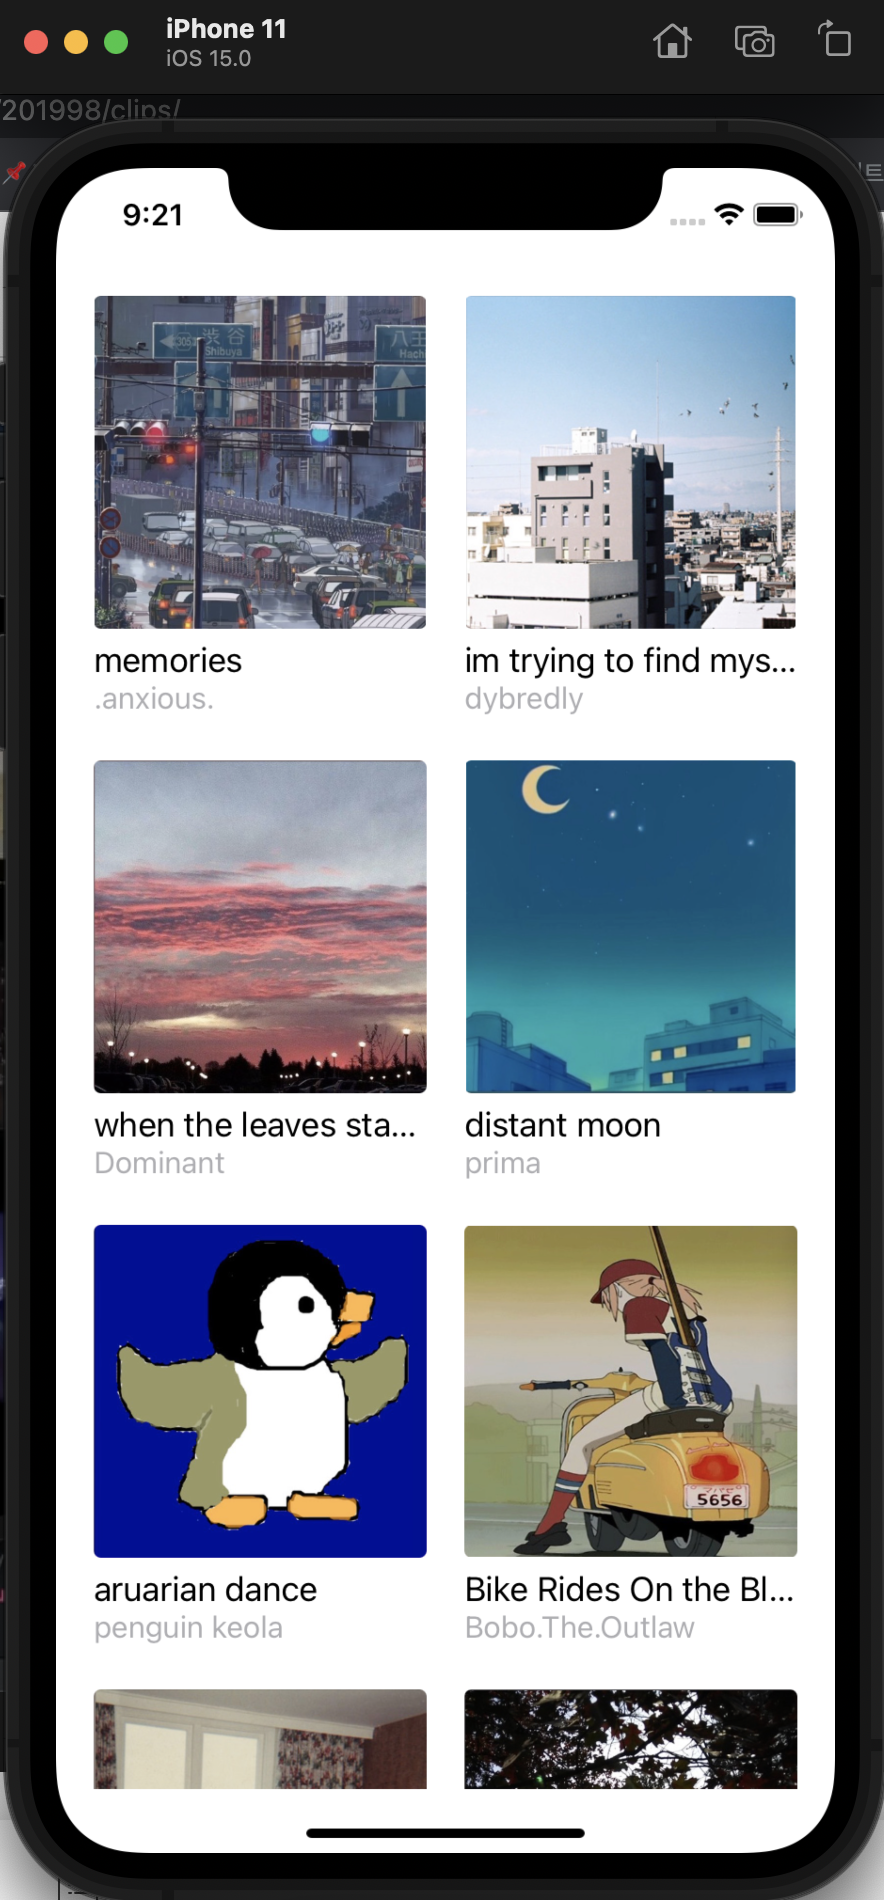 iPhone 11
iOS 15.0
/201998/clips/
트
9:21
305
渋谷
Shibuya
八王
Hach
memories
.anxious.
im trying to find mys...
dybredly
when the leaves sta...
Dominant
distant moon
prima
5656
aruarian dance
penguin keola
Bike Rides On the Bl...
Bobo.The.Outlaw